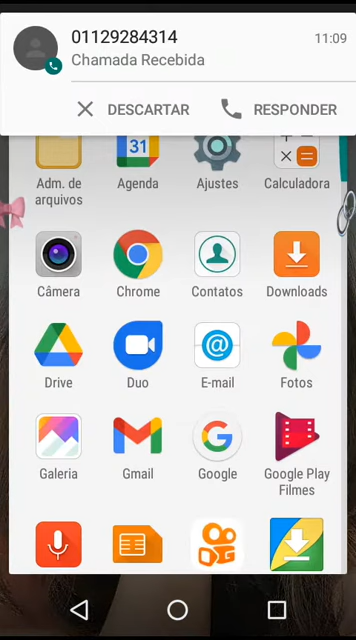 01129284314
11:09
Chamada Recebida
DESCARTAR
RESPONDER
31
Adm. de
arquivos
Agenda
Ajustes
Calculadora
Câmera
Chrome
Contatos
Downloads
Drive
Duo
E-mail
Fotos
Galeria
Gmail
Google
Google Play
Filmes